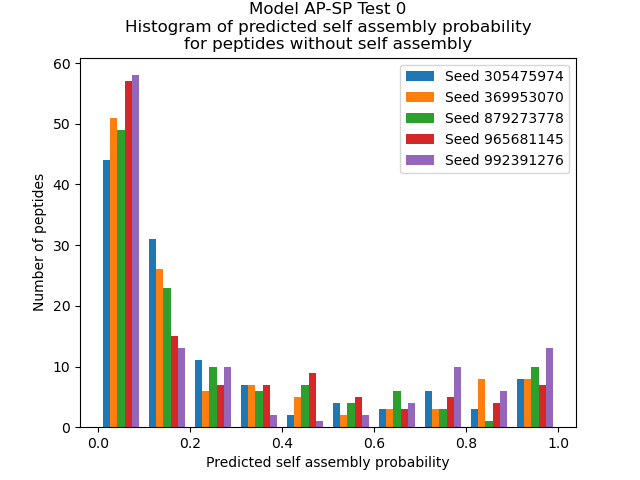 Model AP-SP Test 0
Histogram of predicted self assembly probability
for peptides without self assembly
Seed 305475974
Seed 369953070
Seed 879273778
Seed 965681145
Seed 992391276
Number of peptides
60
50
40
30
20
10
0
0.0 0.2 0.4 0.6 0.8 1.0
Predicted self assembly probability